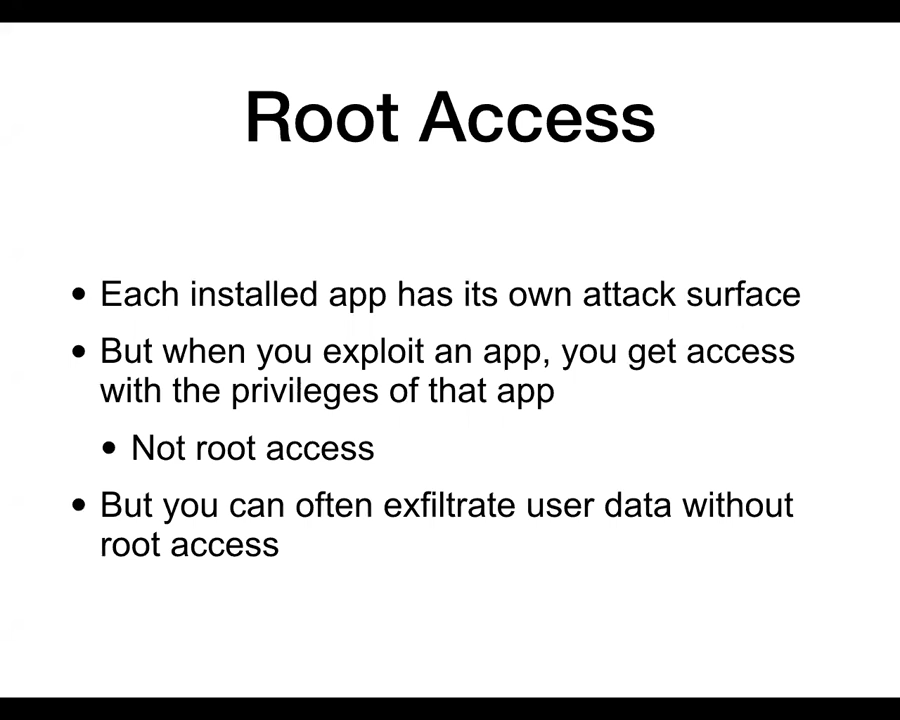 Root Access
• Each installed app has its own attack surface
• But when you exploit an app, you get access
with the privileges of that app
• Not root access
• But you can often exfiltrate user data without
root access